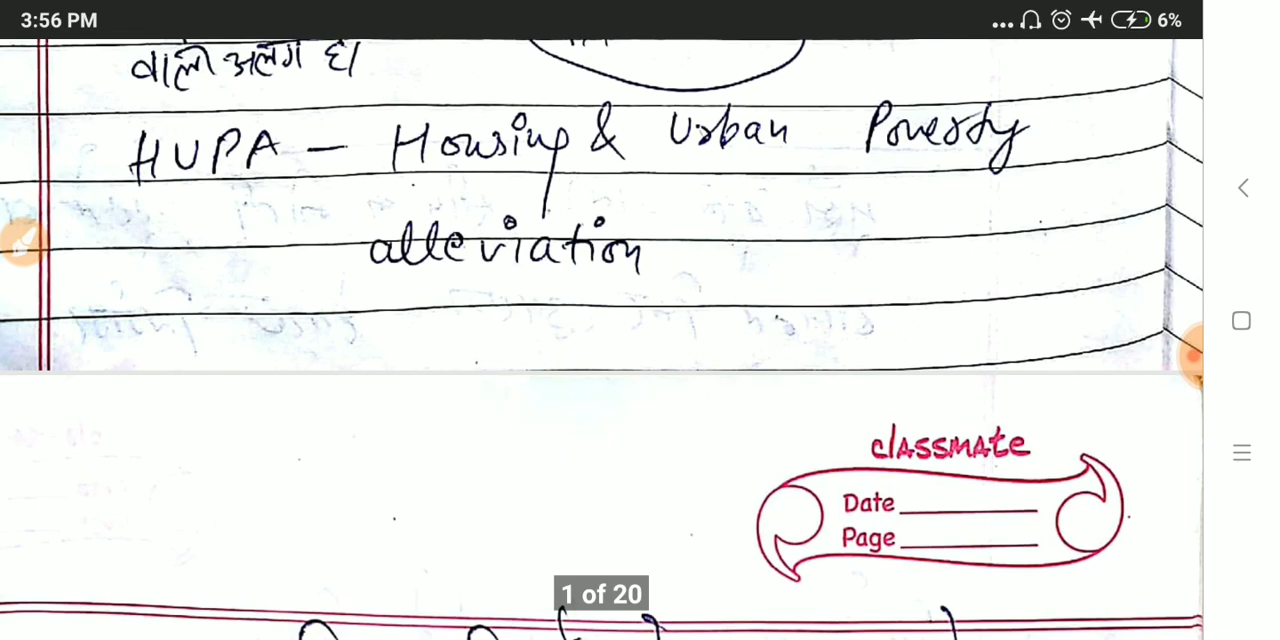 3:56 PM
6%
वाली अलग है।
HUPA - Housing & Urban Poverty
alleviation
classmate
Date
Page
1 of 20